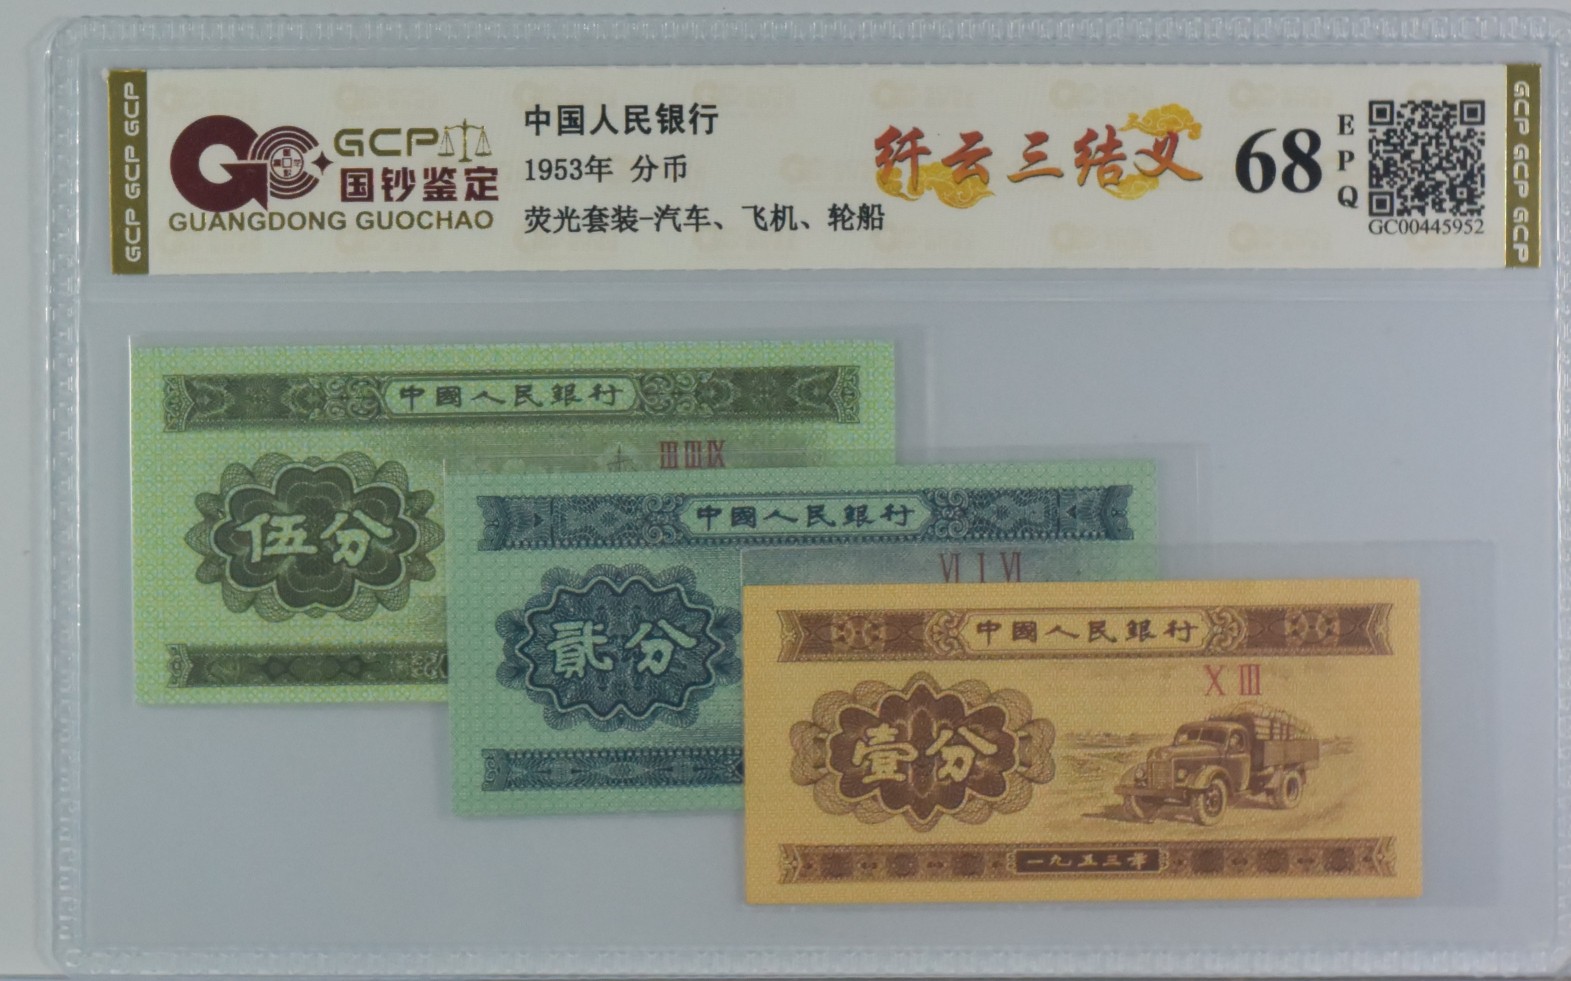 GCP GCP GCP
GCP
国钞鉴定
GUANGDONG GUOCHAO
中国人民银行
1953年 分币
荧光套装-汽车、飞机、轮船
纤云三结义
68
EPQ
GC00445952
GCP GCP GCP
中國人民銀行
III III IX
伍分
中國人民銀行
VI I VI
貳分
中國人民銀行
X III
壹分
一九五三年